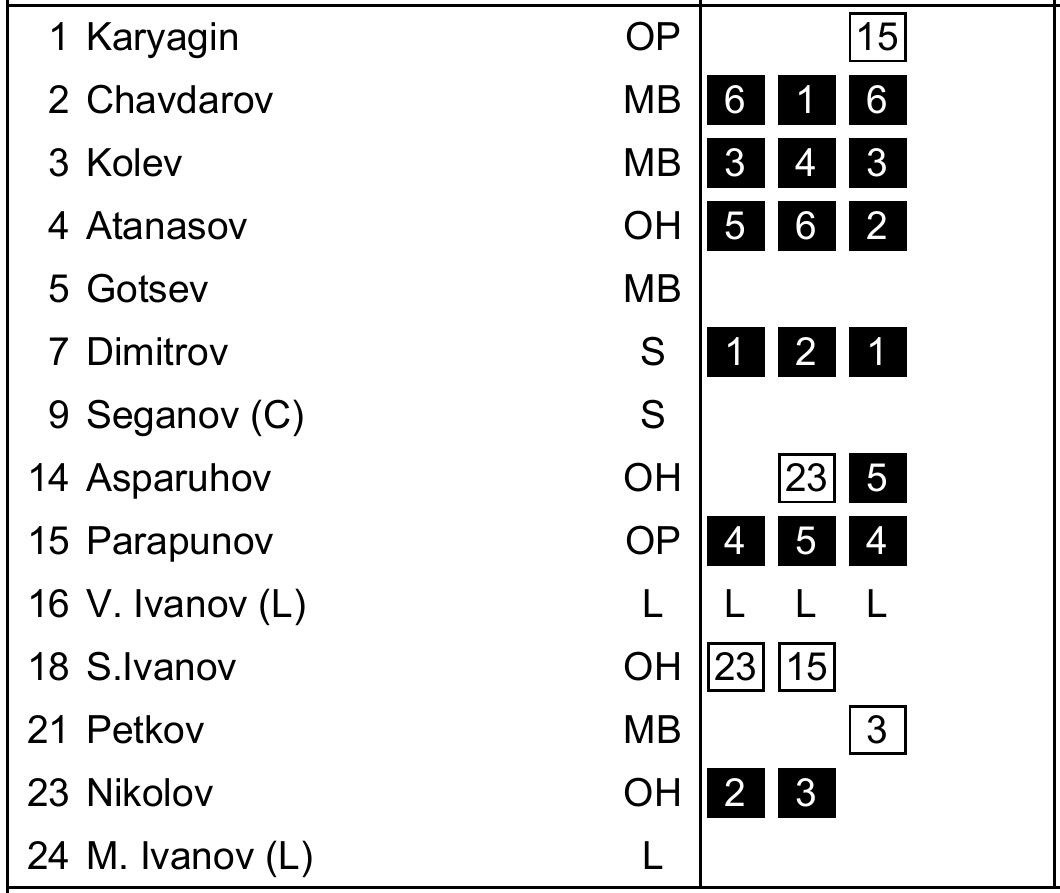 1 Karyagin OP 15
2 Chavdarov MB 6 1 6
3 Kolev MB 3 4 3
4 Atanasov OH 5 6 2
5 Gotsev MB
7 Dimitrov S 1 2 1
9 Seganov (C) S
14 Asparuhov OH 23 5
15 Parapunov OP 4 5 4
16 V. Ivanov (L) L L L L
18 S.Ivanov OH 23 15
21 Petkov MB 3
23 Nikolov OH 2 3
24 M. Ivanov (L) L